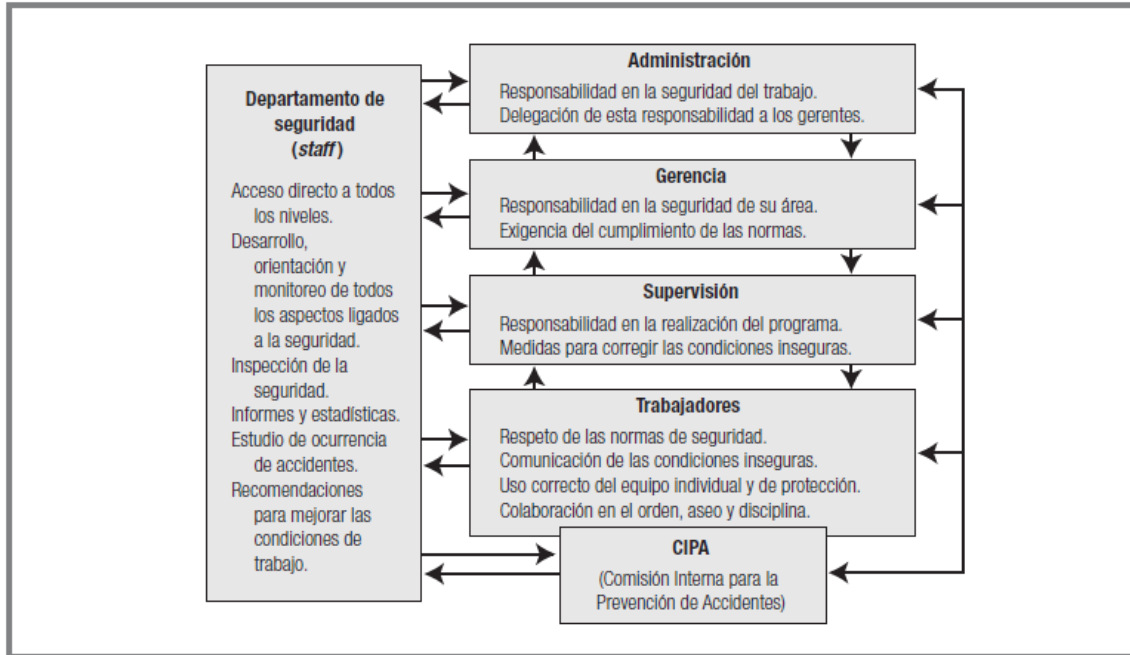 Departamento de
seguridad
(staff)
Acceso directo a todos
los niveles.
Desarrollo,
orientación y
monitoreo de todos
los aspectos ligados
a la seguridad.
Inspección de la
seguridad.
Informes y estadísticas.
Estudio de ocurrencia
de accidentes.
Recomendaciones
para mejorar las
condiciones de
trabajo.
Administración
Responsabilidad en la seguridad del trabajo.
Delegación de esta responsabilidad a los gerentes.
Gerencia
Responsabilidad en la seguridad de su área.
Exigencia del cumplimiento de las normas.
Supervisión
Responsabilidad en la realización del programa.
Medidas para corregir las condiciones inseguras.
Trabajadores
Respeto de las normas de seguridad.
Comunicación de las condiciones inseguras.
Uso correcto del equipo individual y de protección.
Colaboración en el orden, aseo y disciplina.
CIPA
(Comisión Interna para la
Prevención de Accidentes)